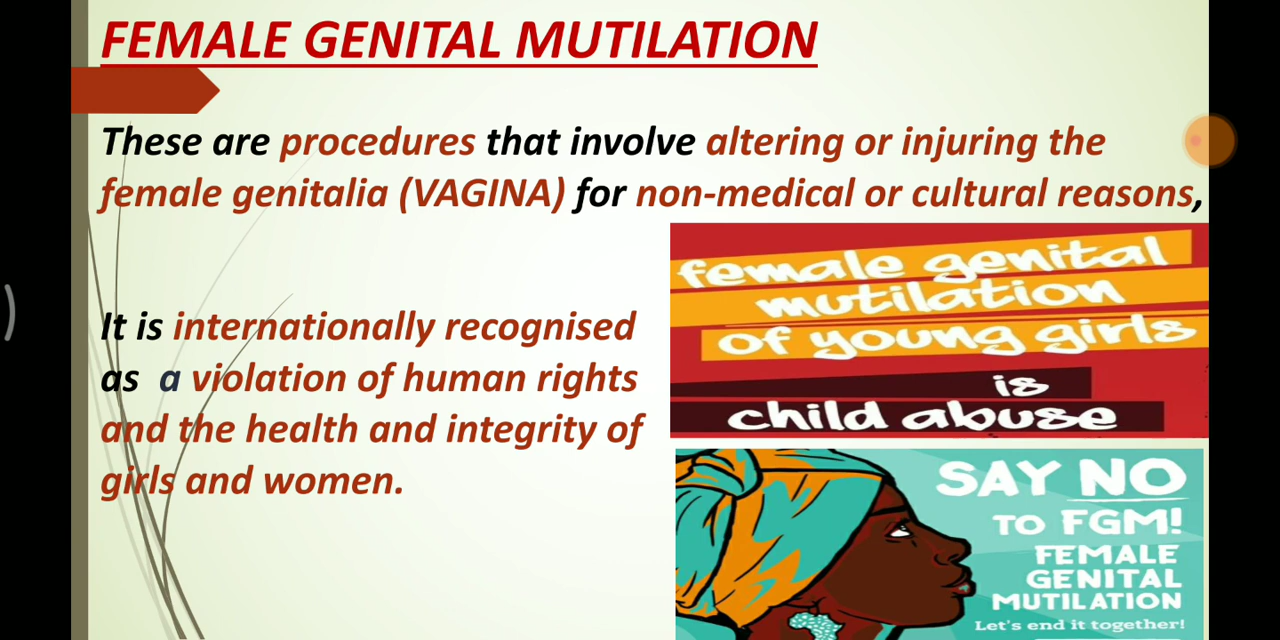 FEMALE GENITAL MUTILATION
These are procedures that involve altering or injuring the
female genitalia (VAGINA) for non-medical or cultural reasons,
It is internationally recognised
as a violation of human rights
and the health and integrity of
girls and women.
female genital
mutilation
of young girls
is
child abuse
SAY NO
TO FGM!
FEMALE
GENITAL
MUTILATION
Let's end it together!